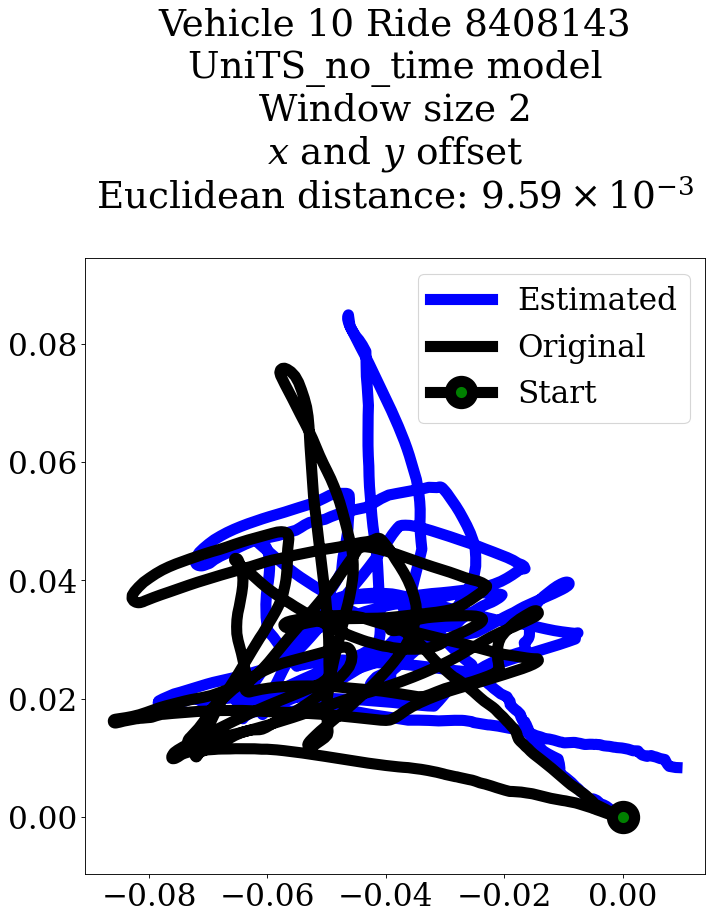 Vehicle 10 Ride 8408143
UniTS_no_time model
Window size 2
x and y offset
Euclidean distance: 9.59 × 10⁻³
Estimated
Original
Start
0.08
0.06
0.04
0.02
0.00
−0.08 −0.06 −0.04 −0.02 0.00